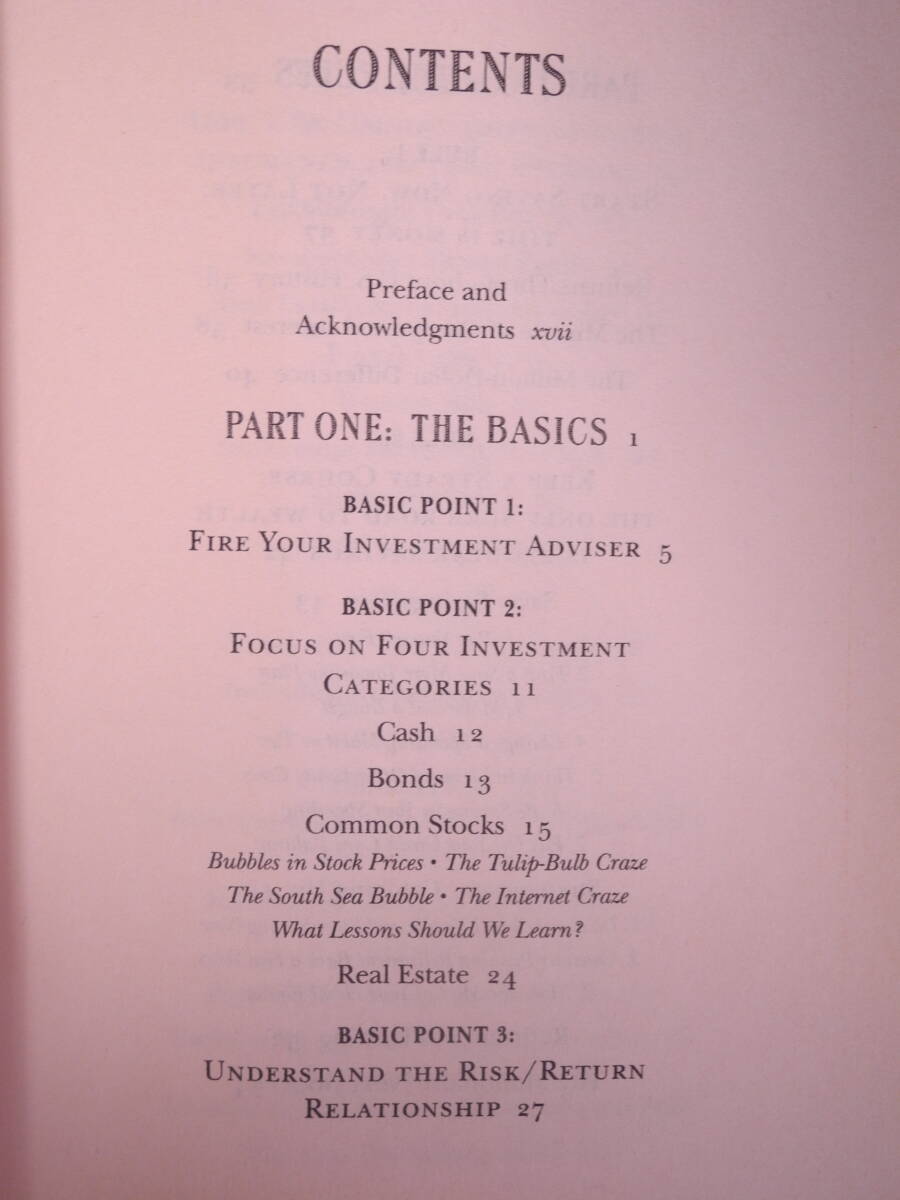 CONTENTS
Preface and
Acknowledgments xvii
PART ONE: THE BASICS 1
BASIC POINT 1:
FIRE YOUR INVESTMENT ADVISER 5
BASIC POINT 2:
FOCUS ON FOUR INVESTMENT
CATEGORIES 11
Cash 12
Bonds 13
Common Stocks 15
Bubbles in Stock Prices • The Tulip-Bulb Craze
The South Sea Bubble • The Internet Craze
What Lessons Should We Learn?
Real Estate 24
BASIC POINT 3:
UNDERSTAND THE RISK/RETURN
RELATIONSHIP 27